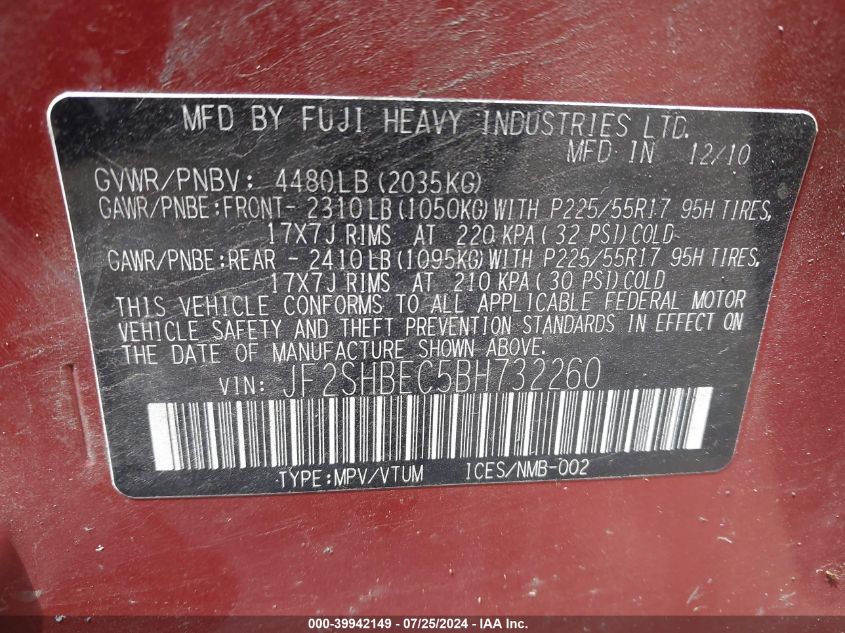 MFD BY FUJI HEAVY INDUSTRIES LTD.
MFD IN 12/10
GVWR/PNBV: 4480LB(2035KG)
GAWR/PNBE:FRONT- 2310LB(1050KG)WITH P225/55R17 95H TIRES,
17X7J RIMS AT 220 KPA(32 PSI)COLD
GAWR/PNBE:REAR - 2410LB(1095KG)WITH P225/55R17 95H TIRES,
17X7J RIMS AT 210 KPA(30 PSI)COLD
THIS VEHICLE CONFORMS TO ALL APPLICABLE FEDERAL MOTOR
VEHICLE SAFETY AND THEFT PREVENTION STANDARDS IN EFFECT ON
THE DATE OF MANUFACTURE SHOWN ABOVE.
VIN: JF2SHBEC5BH732260
TYPE:MPV/VTUM ICES/NMB-002
000-39942149 - 07/25/2024 - IAA Inc.